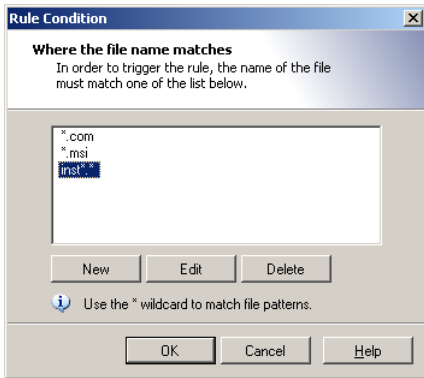 Rule Condition
Where the file name matches
In order to trigger the rule, the name of the file
must match one of the list below.
*.com
*.msi
inst*.*
New Edit Delete
Use the * wildcard to match file patterns.
OK Cancel Help